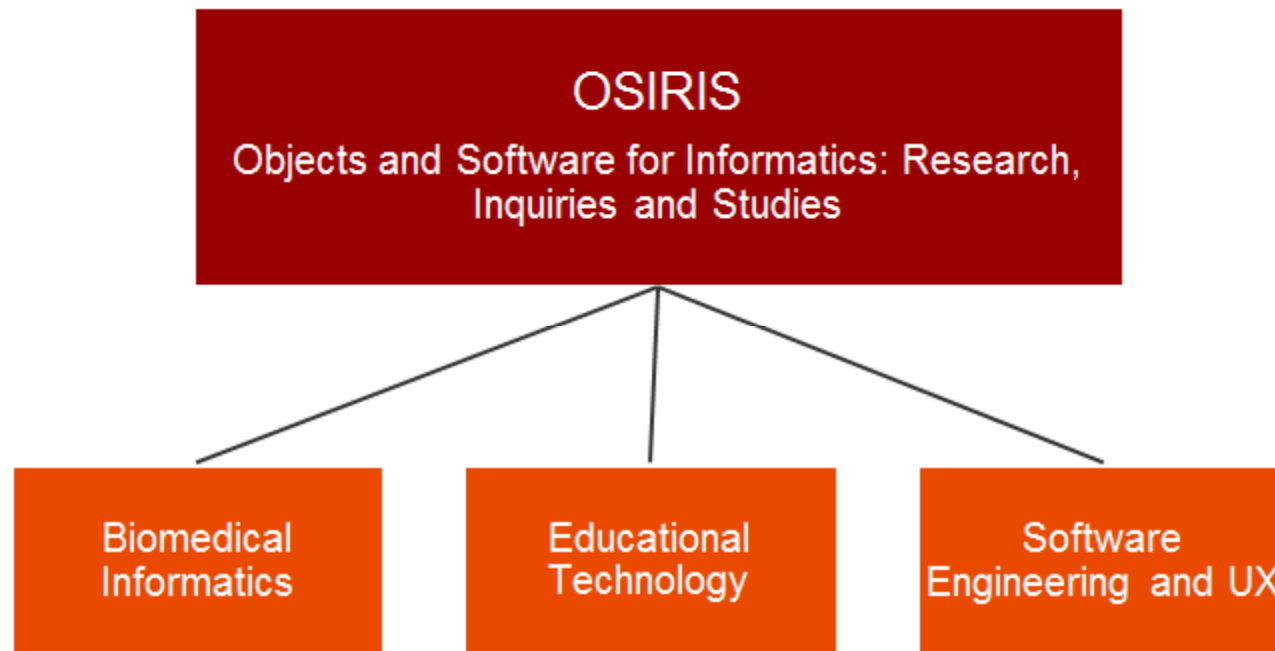 OSIRIS
Objects and Software for Informatics: Research,
Inquiries and Studies
Biomedical
Informatics
Educational
Technology
Software
Engineering and UX